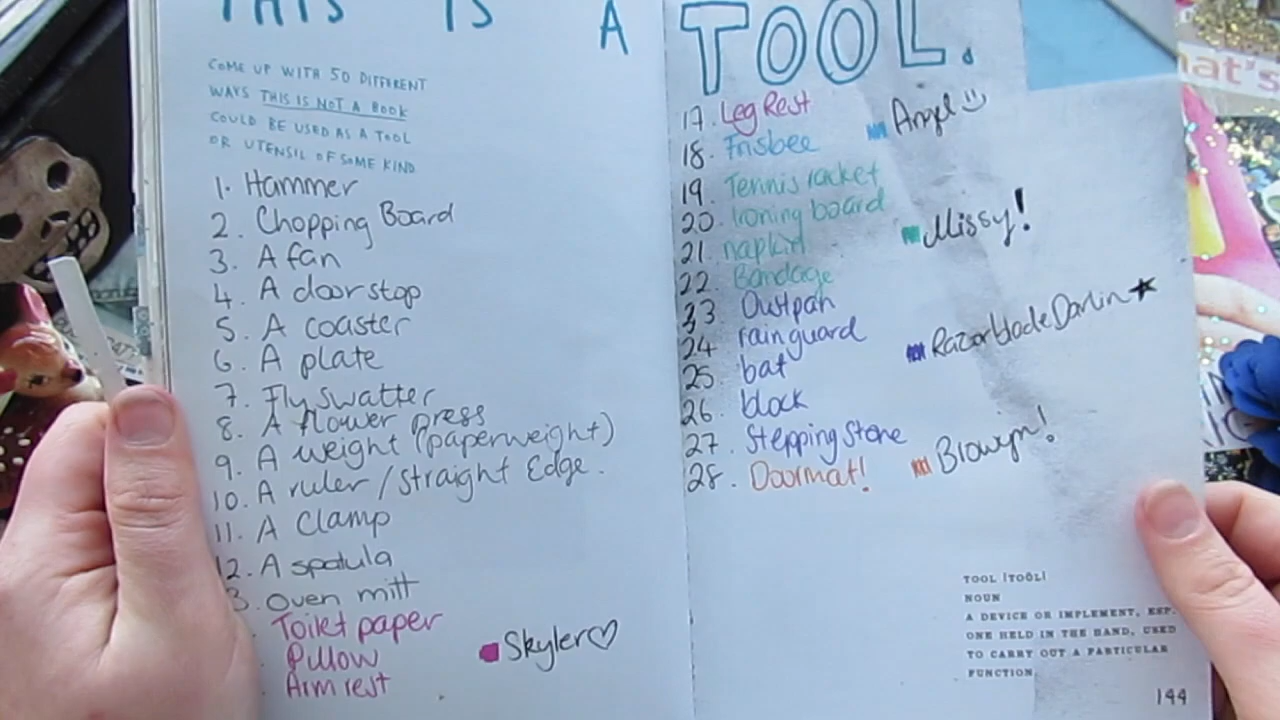 THIS IS A
COME UP WITH 50 DIFFERENT
WAYS THIS IS NOT A BOOK
COULD BE USED AS A TOOL
OR UTENSIL OF SOME KIND
1. Hammer
2. Chopping Board
3. A fan
4. A doorstop
5. A coaster
6. A plate
7. Flyswatter
8. A flower press
9. A weight (paperweight)
10. A ruler/Straight Edge.
11. A Clamp
12. A spatula
3. Oven mitt
Toilet paper
Pillow
Skyler♡
Arm rest
TOOL.
17. Leg Rest
Angel
18. Frisbee
19. Tennis racket
20. Ironing board
Missy!
21. napkin
22. Bandage
23 Dustpan
24 rainguard
RazorbladeDarlin★
25 bat
26. block
27. Stepping Stone
28. Doormat!
Browyn!
TOOL |TOŌL|
NOUN
A DEVICE OR IMPLEMENT, ESP.
ONE HELD IN THE HAND, USED
TO CARRY OUT A PARTICULAR
FUNCTION
144
hat's